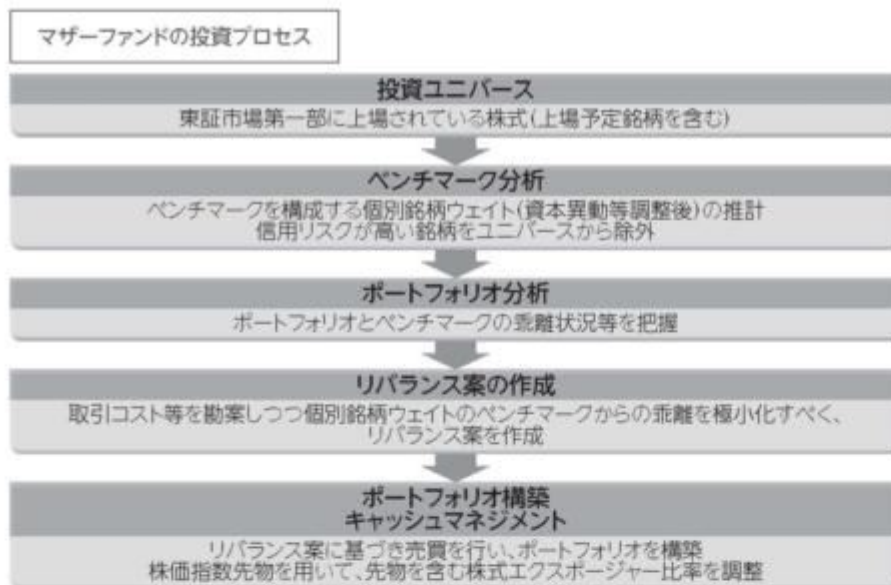 マザーファンドの投資プロセス
投資ユニバース
東証市場第一部に上場されている株式(上場予定銘柄を含む)
ベンチマーク分析
ベンチマークを構成する個別銘柄ウェイト(資本異動等調整後)の推計
信用リスクが高い銘柄をユニバースから除外
ポートフォリオ分析
ポートフォリオとベンチマークの乖離状況等を把握
リバランス案の作成
取引コスト等を勘案しつつ個別銘柄ウェイトのベンチマークからの乖離を極小化すべく、
リバランス案を作成
ポートフォリオ構築
キャッシュマネジメント
リバランス案に基づき売買を行い、ポートフォリオを構築
株価指数先物を用いて、先物を含む株式エクスポージャー比率を調整